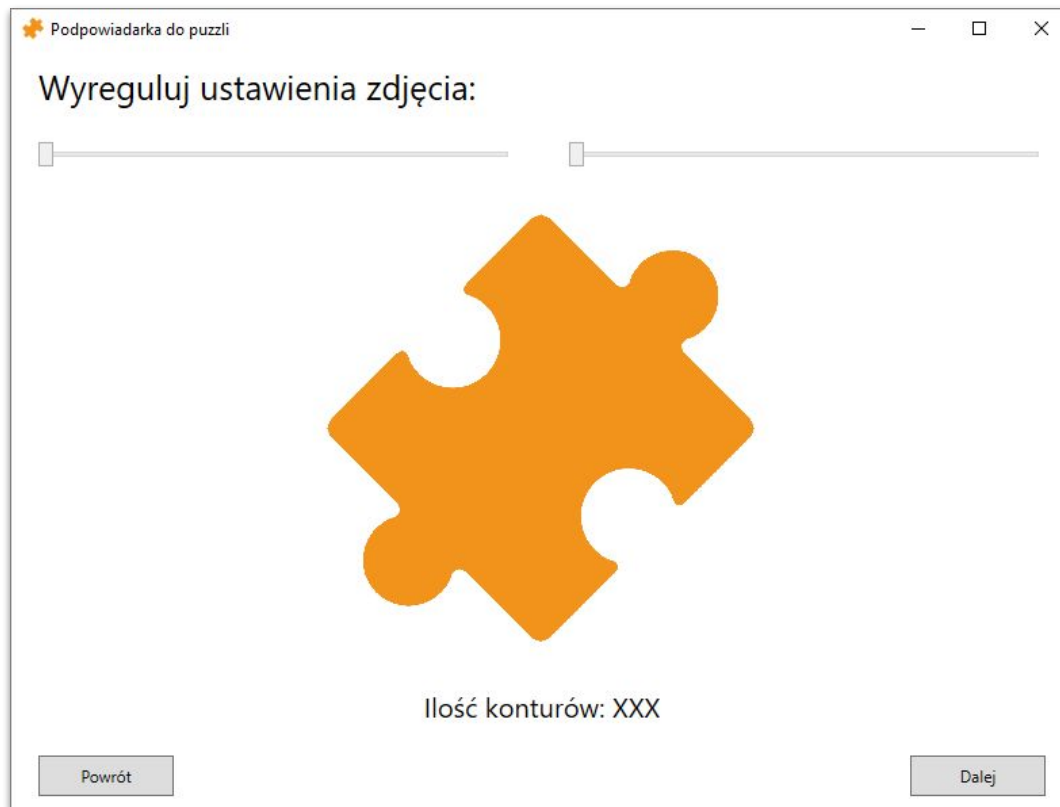 Podpowiadarka do puzzli
Wyreguluj ustawienia zdjęcia:
Ilość konturów: XXX
Powrót
Dalej